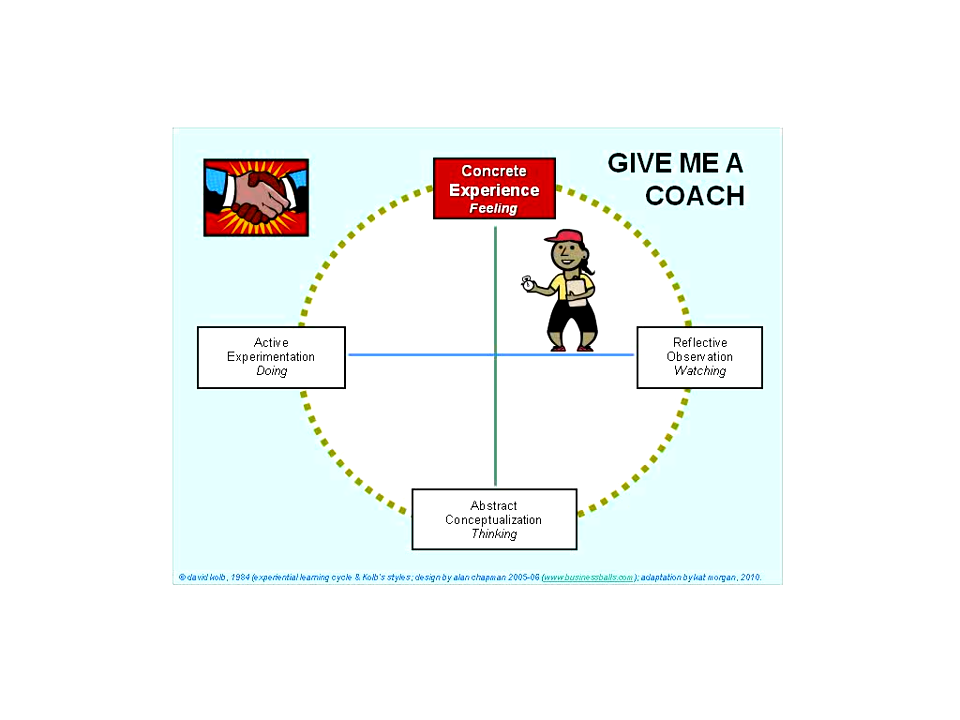 GIVE ME A
COACH
Concrete
Experience
Feeling
Active
Experimentation
Doing
Reflective
Observation
Watching
Abstract
Conceptualization
Thinking
© david kolb, 1984 (experiential learning cycle & Kolb's styles; design by alan chapman 2005-06 (www.businessballs.com); adaptation by kat morgan, 2010.